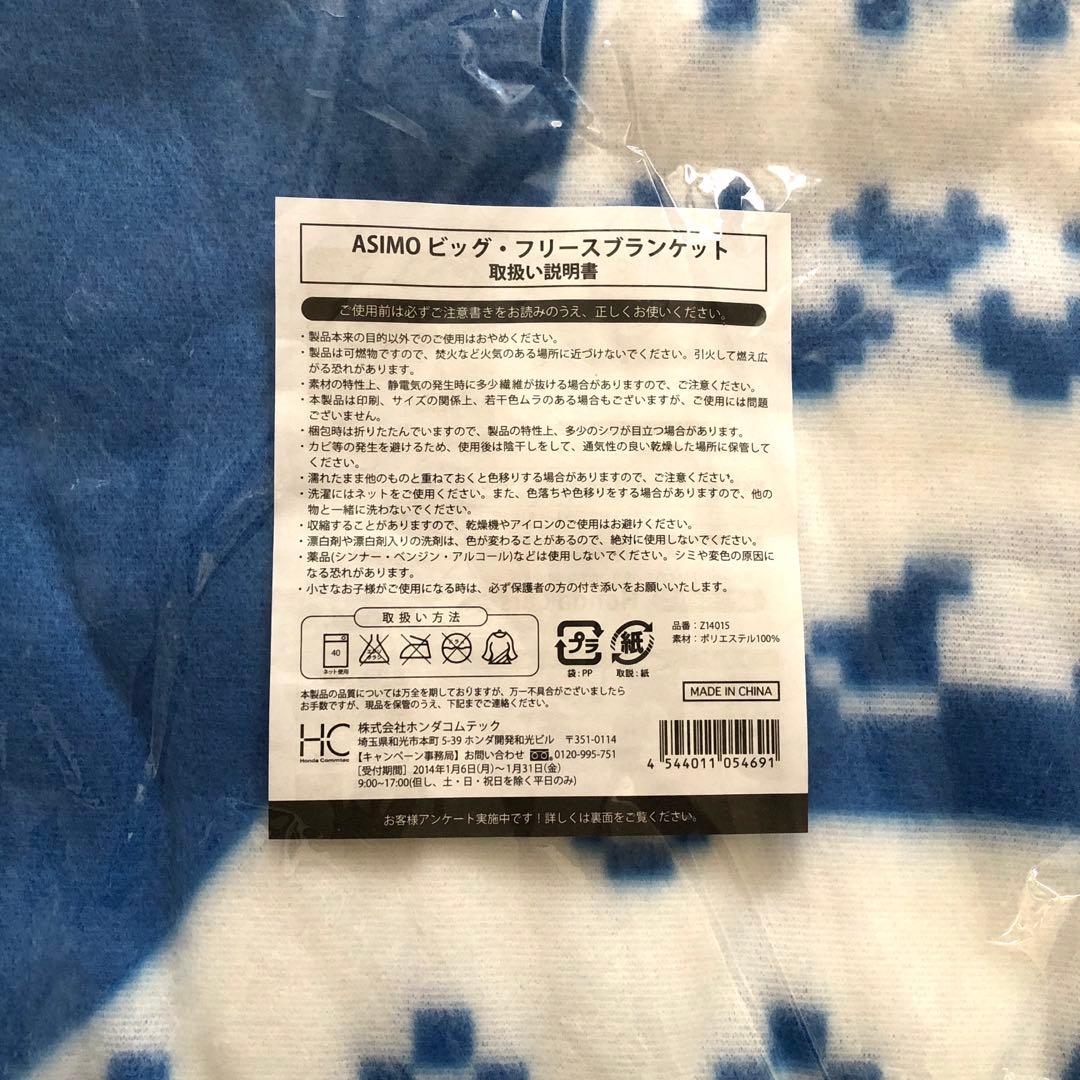 ASIMO ビッグ・フリースブランケット
取扱い説明書
ご使用前は必ずご注意書きをお読みのうえ、正しくお使いください。
・製品本来の目的以外でのご使用はおやめください。
・製品は可燃物ですので、焚火など火気のある場所に近づけないでください。引火して燃え広
がる恐れがあります。
・素材の特性上、静電気の発生時に多少繊維が抜ける場合がありますので、ご注意ください。
・本製品は印刷、サイズの関係上、若干色ムラのある場合もございますが、ご使用には問題
ございません。
・梱包時は折りたたんでいますので、製品の特性上、多少のシワが目立つ場合があります。
・カビ等の発生を避けるため、使用後は陰干しをして、通気性の良い乾燥した場所に保管して
ください。
・濡れたまま他のものと重ねておくと色移りする場合がありますので、ご注意ください。
・洗濯にはネットをご使用ください。また、色落ちや色移りをする場合がありますので、他の
物と一緒に洗わないでください。
・収縮することがありますので、乾燥機やアイロンのご使用はお避けください。
・漂白剤や漂白剤入りの洗剤は、色が変わることがあるので、絶対に使用しないでください。
・薬品(シンナー・ベンジン・アルコール)などは使用しないでください。シミや変色の原因に
なる恐れがあります。
・小さなお子様がご使用になる時は、必ず保護者の方の付き添いをお願いいたします。
取扱い方法
40
ネット使用
プラ
袋:PP
紙
取説:紙
品番:Z14015
素材:ポリエステル100%
本製品の品質については万全を期しておりますが、万一不具合がございましたら
お手数ですが、現品を保管のうえ、下記までご連絡ください。
MADE IN CHINA
HC
Honda Commtec
株式会社ホンダコムテック
埼玉県和光市本町 5-39 ホンダ開発和光ビル 〒351-0114
【キャンペーン事務局】お問い合わせ 0120-995-751
[受付期間] 2014年1月6日(月)〜1月31日(金)
9:00~17:00(但し、土・日・祝日を除く平日のみ)
4 544011 054691
お客様アンケート実施中です!詳しくは裏面をご覧ください。